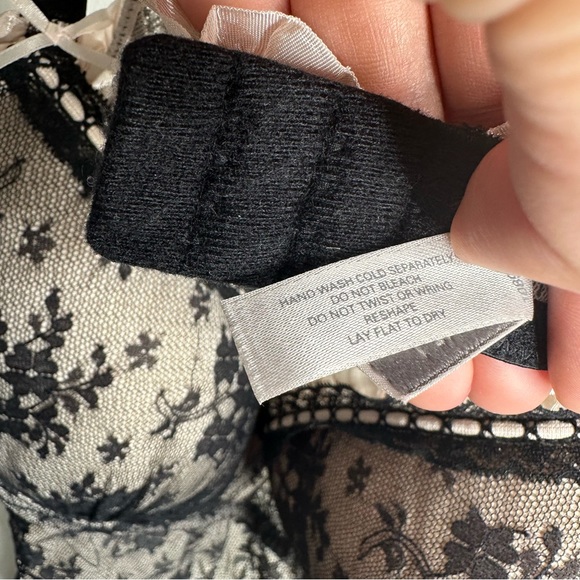 HAND WASH COLD SEPARATELY
DO NOT BLEACH
DO NOT TWIST OR WRING
RESHAPE
LAY FLAT TO DRY